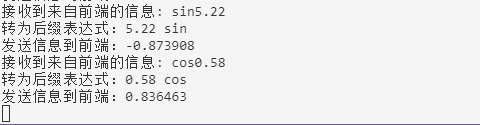 接收到来自前端的信息: sin5.22
转为后缀表达式: 5.22 sin
发送信息到前端: -0.873908
接收到来自前端的信息: cos0.58
转为后缀表达式: 0.58 cos
发送信息到前端: 0.836463